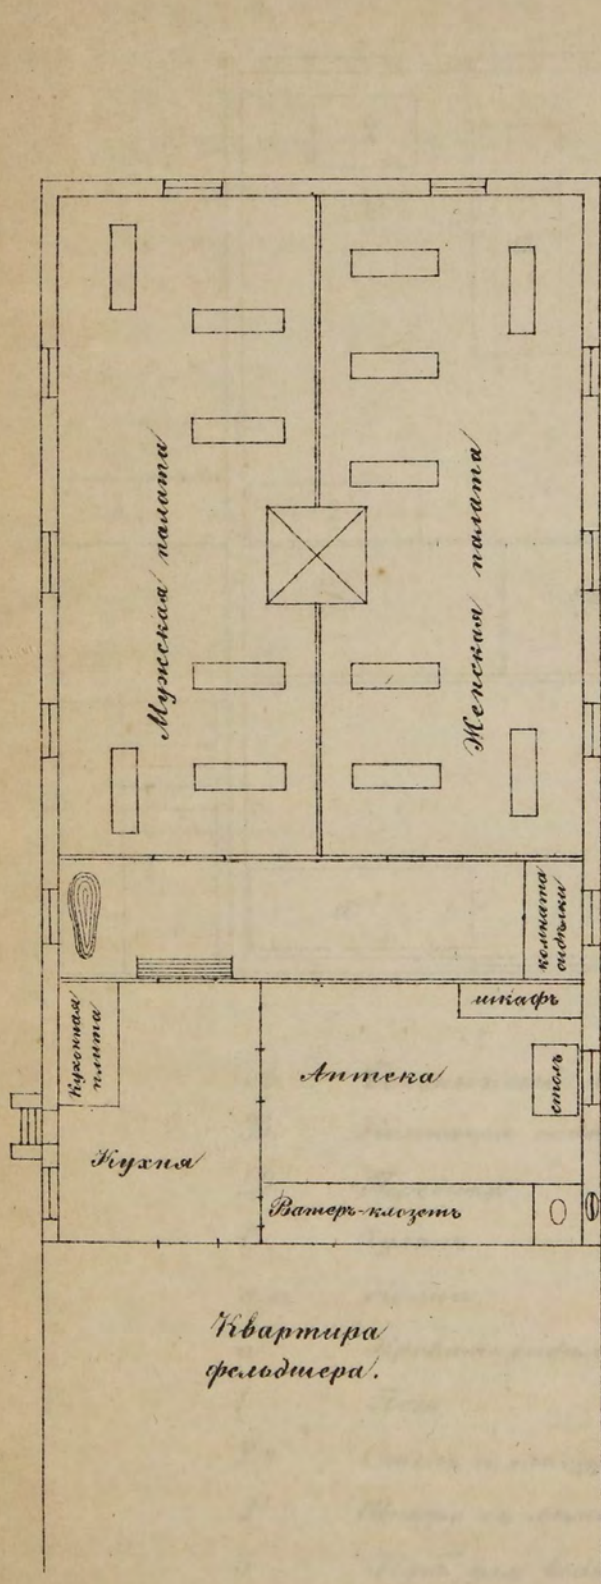 Мужская палата
Женская палата
комната
сидѣлки
шкафъ
Кухонная
плита
Аптека
столъ
Кухня
Ватеръ-клозетъ
Квартира
фельдшера.